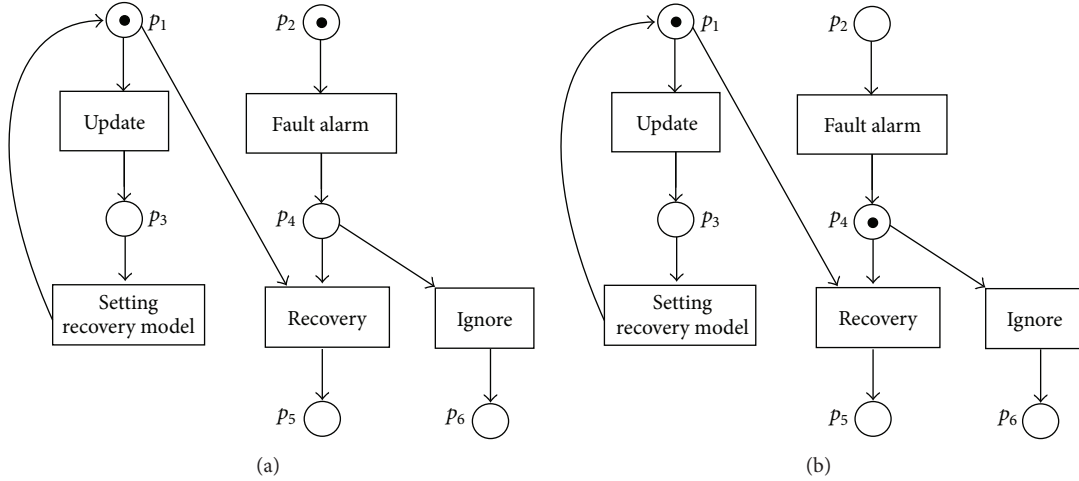 p1
p2
Update
Fault alarm
p3
p4
Setting
recovery model
Recovery
Ignore
p5
p6
(a)
p1
p2
Update
Fault alarm
p3
p4
Setting
recovery model
Recovery
Ignore
p5
p6
(b)